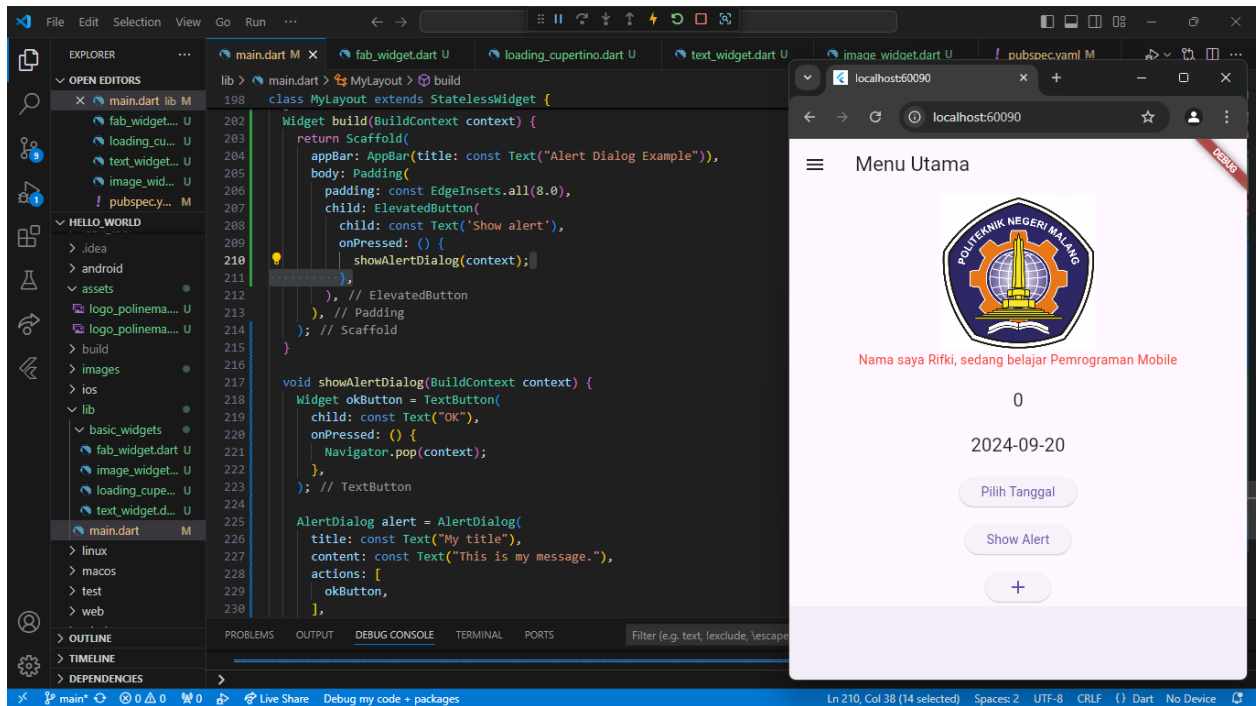 File Edit Selection View Go Run ···
EXPLORER ···
OPEN EDITORS
main.dart lib M
fab_widget.... U
loading_cu... U
text_widget... U
image_wid... U
! pubspec.y... M
HELLO_WORLD
.idea
android
assets
logo_polinema.... U
logo_polinema.... U
build
images
ios
lib
basic_widgets
fab_widget.dart U
image_widget... U
loading_cupe... U
text_widget.d... U
main.dart M
linux
macos
test
web
OUTLINE
TIMELINE
DEPENDENCIES
9
1
main.dart M fab_widget.dart U loading_cupertino.dart U text_widget.dart U image_widget.dart U ! pubspec.yaml M
lib > main.dart > MyLayout > build
198 class MyLayout extends StatelessWidget {
202 Widget build(BuildContext context) {
203 return Scaffold(
204 appBar: AppBar(title: const Text("Alert Dialog Example")),
205 body: Padding(
206 padding: const EdgeInsets.all(8.0),
207 child: ElevatedButton(
208 child: const Text('Show alert'),
209 onPressed: () {
210 showAlertDialog(context);
211 },
212 ), // ElevatedButton
213 ), // Padding
214 ); // Scaffold
215 }
216
217 void showAlertDialog(BuildContext context) {
218 Widget okButton = TextButton(
219 child: const Text("OK"),
220 onPressed: () {
221 Navigator.pop(context);
222 },
223 ); // TextButton
224
225 AlertDialog alert = AlertDialog(
226 title: const Text("My title"),
227 content: const Text("This is my message."),
228 actions: [
229 okButton,
230 ],
PROBLEMS OUTPUT DEBUG CONSOLE TERMINAL PORTS Filter (e.g. text, !exclude, \escape
>
localhost:60090
localhost:60090
Menu Utama
DEBUG
POLITEKNIK NEGERI MALANG
Nama saya Rifki, sedang belajar Pemrograman Mobile
0
2024-09-20
Pilih Tanggal
Show Alert
+
main* 0 0 0 Live Share Debug my code + packages Ln 210, Col 38 (14 selected) Spaces: 2 UTF-8 CRLF {} Dart No Device